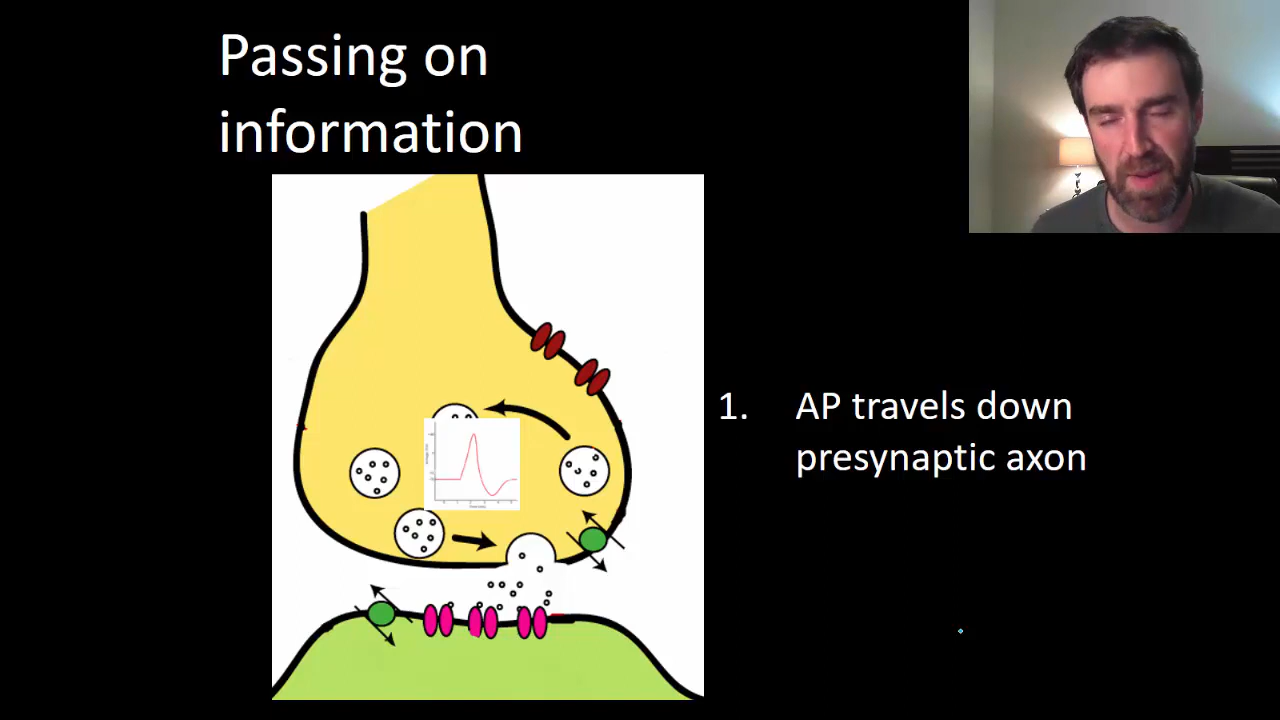 Passing on
information
1. AP travels down
presynaptic axon